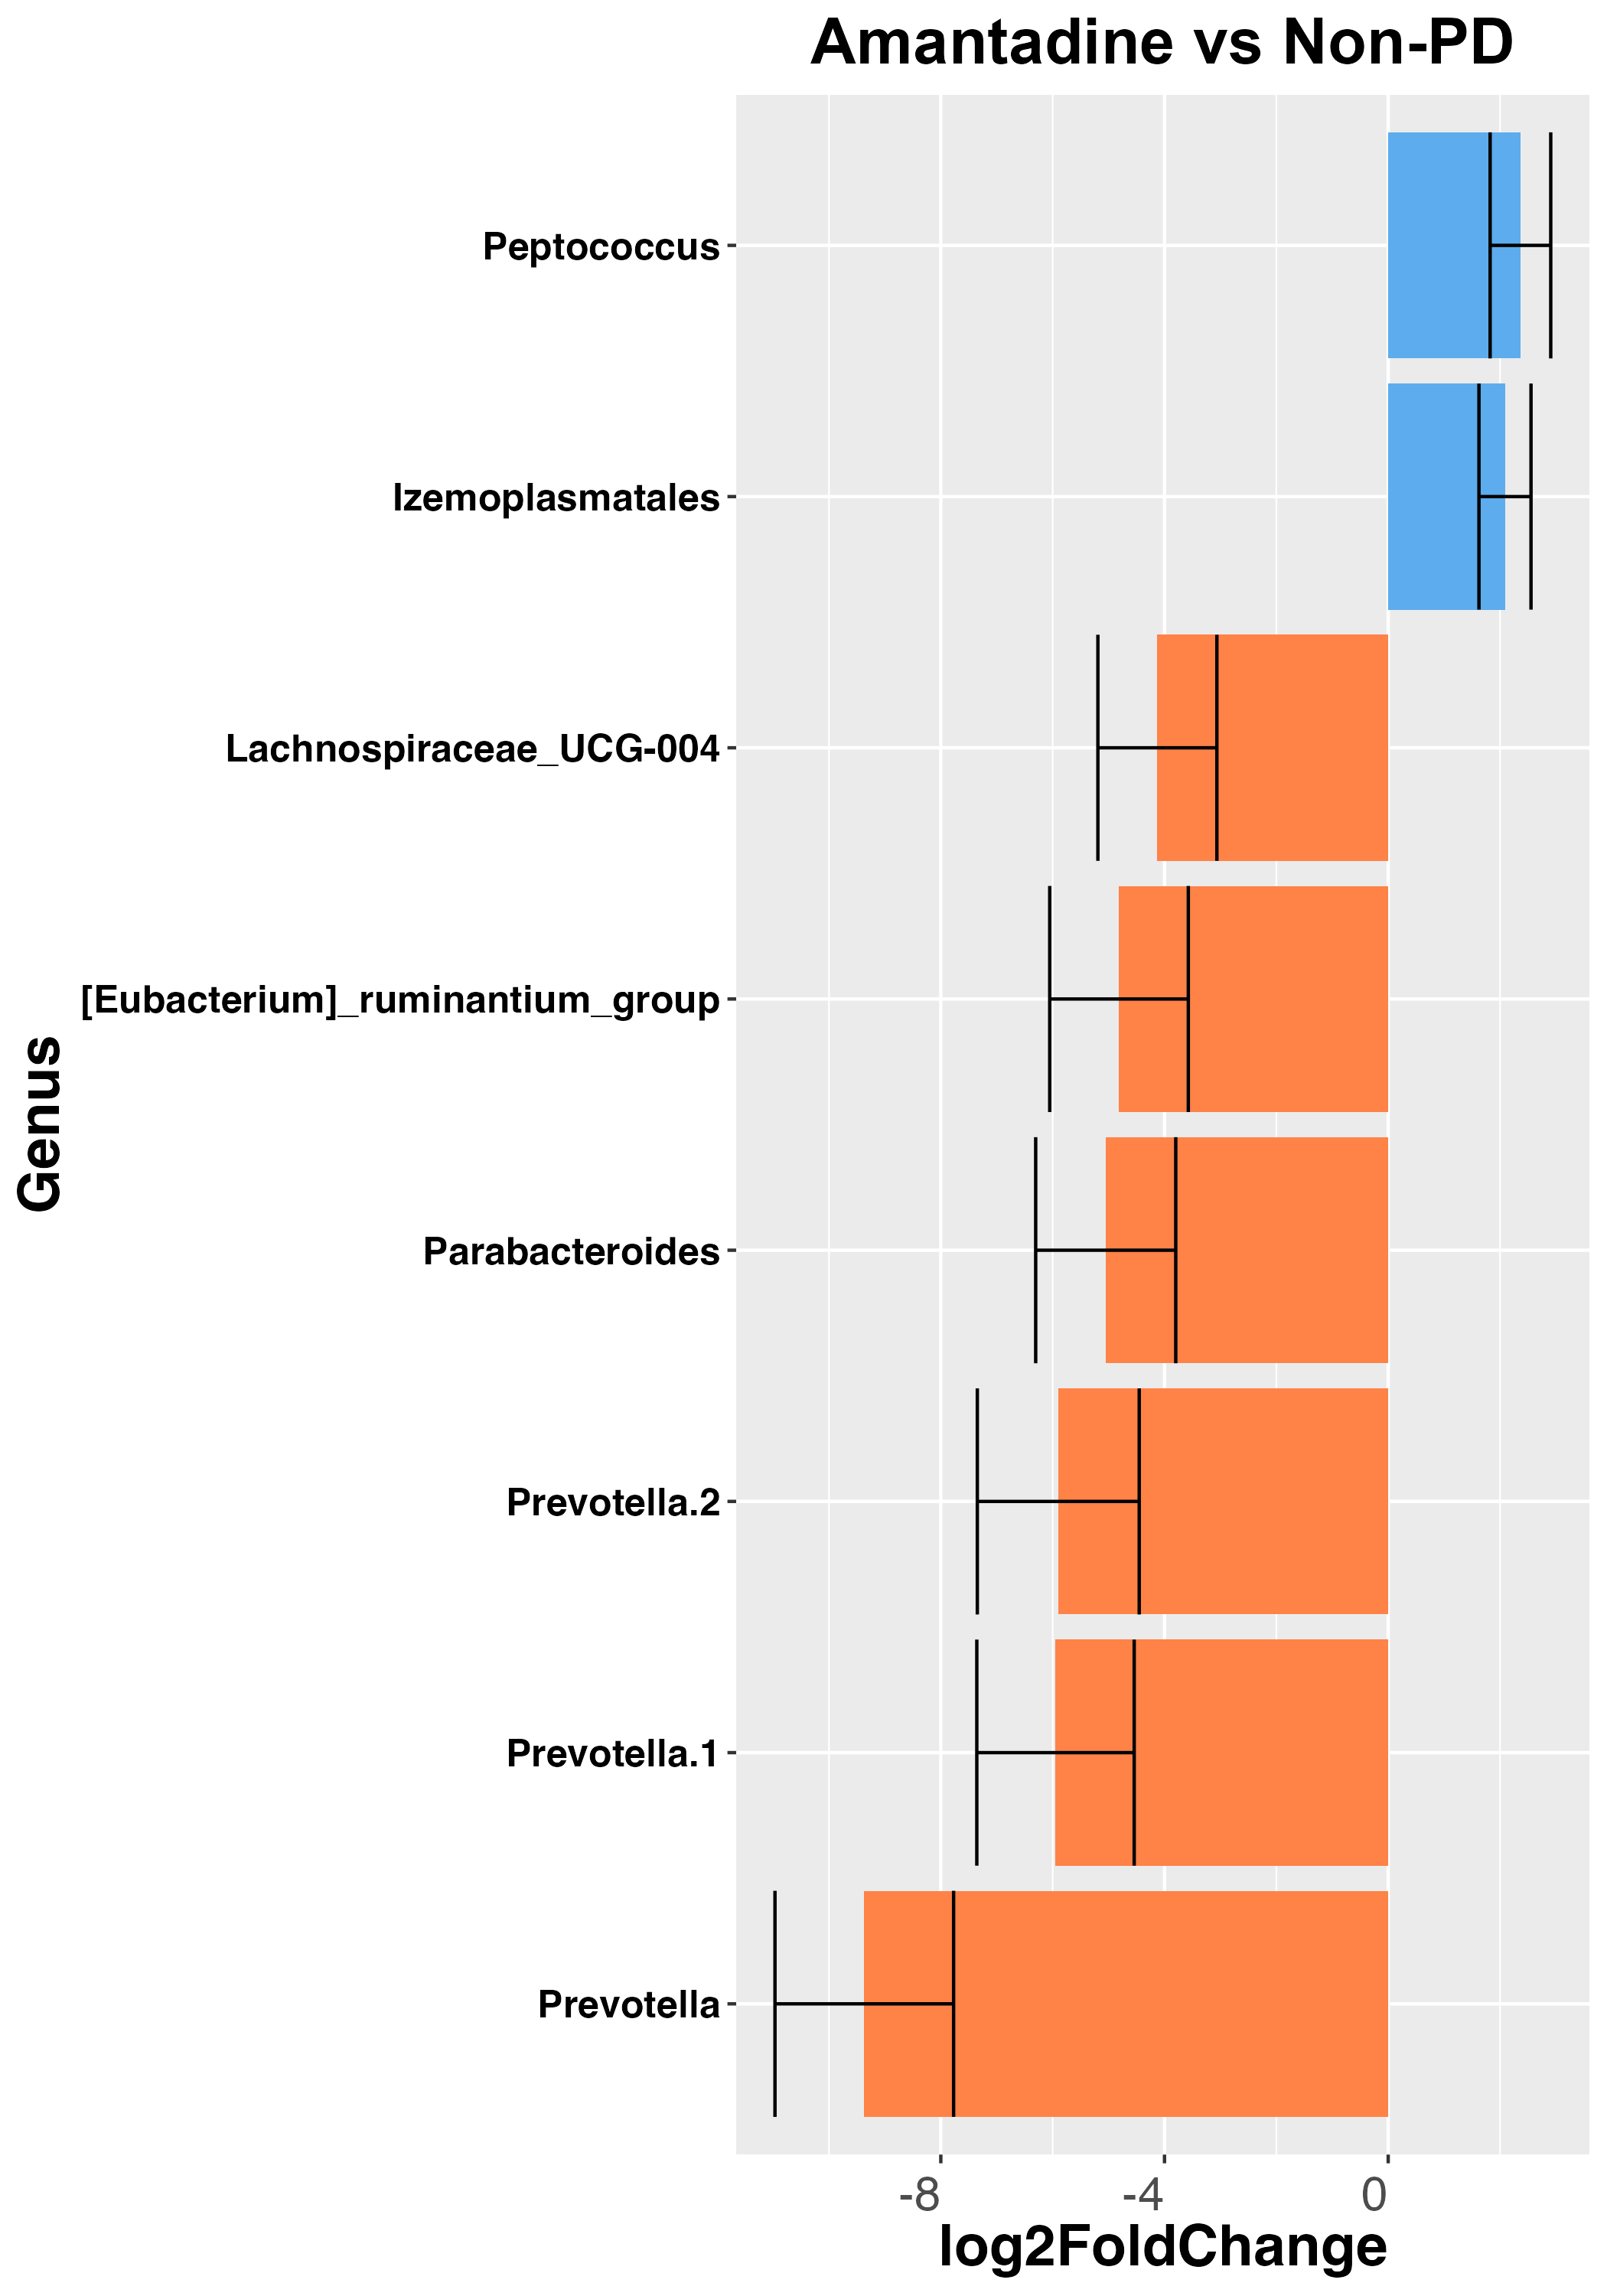 Amantadine vs Non-PD
Peptococcus
Izemoplasmatales
Lachnospiraceae_UCG-004
[Eubacterium]_ruminantium_group
Parabacteroides
Prevotella.2
Prevotella.1
Prevotella
Genus
-8 -4 0
log2FoldChange